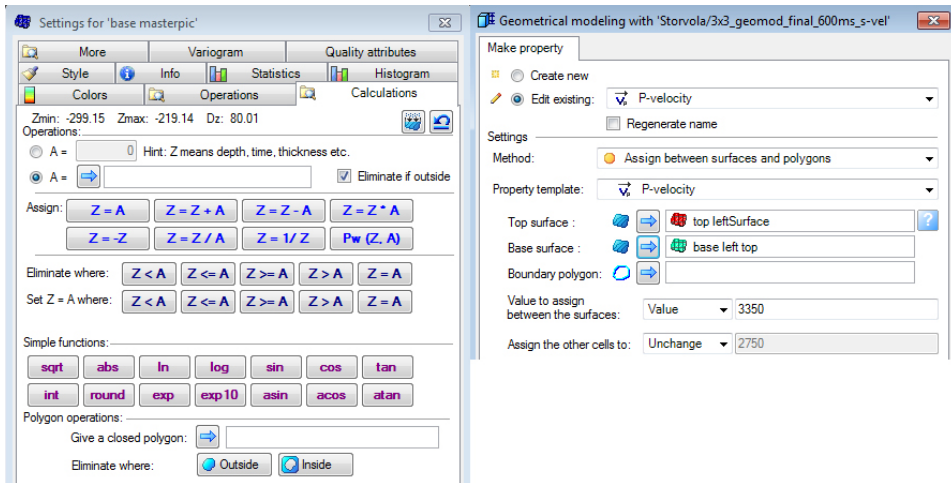 Settings for 'base masterpic'
More Variogram Quality attributes
Style Info Statistics Histogram
Colors Operations Calculations
Zmin: -299.15 Zmax: -219.14 Dz: 80.01
Operations:
A = 0 Hint: Z means depth, time, thickness etc.
A = Eliminate if outside
Assign: Z = A Z = Z + A Z = Z - A Z = Z * A
Z = -Z Z = Z / A Z = 1/ Z Pw (Z, A)
Eliminate where: Z < A Z <= A Z >= A Z > A Z = A
Set Z = A where: Z < A Z <= A Z >= A Z > A Z = A
Simple functions:
sqrt abs ln log sin cos tan
int round exp exp10 asin acos atan
Polygon operations:
Give a closed polygon:
Eliminate where: Outside Inside
Geometrical modeling with 'Storvola/3x3_geomod_final_600ms_s-vel'
Make property
Create new
Edit existing: P-velocity
Regenerate name
Settings
Method: Assign between surfaces and polygons
Property template: P-velocity
Top surface : top leftSurface ?
Base surface : base left top
Boundary polygon:
Value to assign
between the surfaces: Value 3350
Assign the other cells to: Unchange 2750